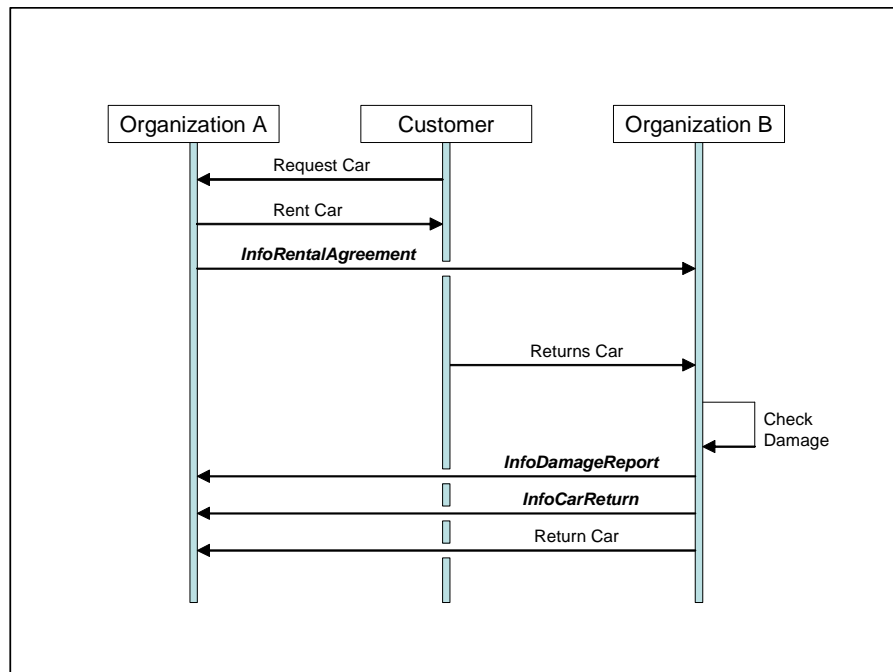 Organization A
Customer
Organization B
Request Car
Rent Car
InfoRentalAgreement
Returns Car
Check
Damage
InfoDamageReport
InfoCarReturn
Return Car